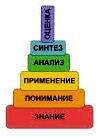 ОЦЕНКА
СИНТЕЗ
АНАЛИЗ
ПРИМЕНЕНИЕ
ПОНИМАНИЕ
ЗНАНИЕ